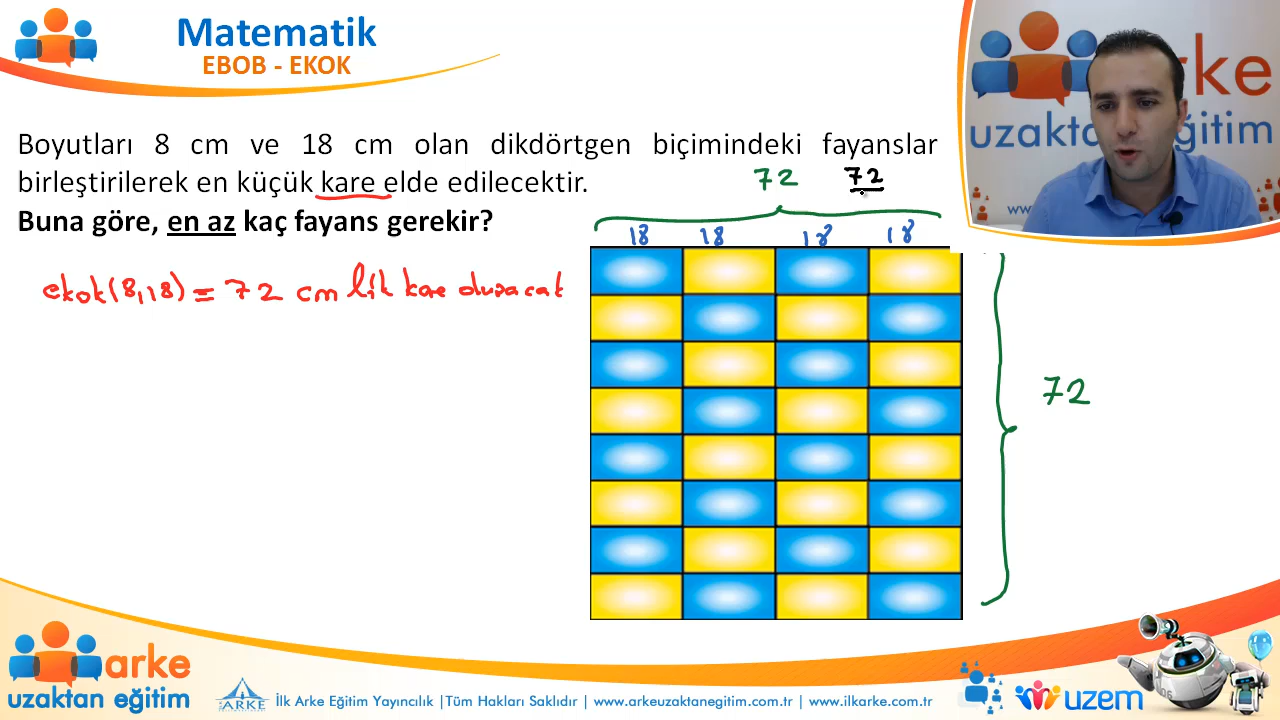 Matematik
EBOB - EKOK
arke
uzaktan eğitim
www
Boyutları 8 cm ve 18 cm olan dikdörtgen biçimindeki fayanslar
birleştirilerek en küçük kare elde edilecektir.
72 72
Buna göre, en az kaç fayans gerekir?
18 18 18 18
ekok(8,18) = 72 cm lik kare oluşacak
72
arke
uzaktan eğitim
ARKE
İlk Arke Eğitim Yayıncılık |Tüm Hakları Saklıdır | www.arkeuzaktanegitim.com.tr | www.ilkarke.com.tr
uzem